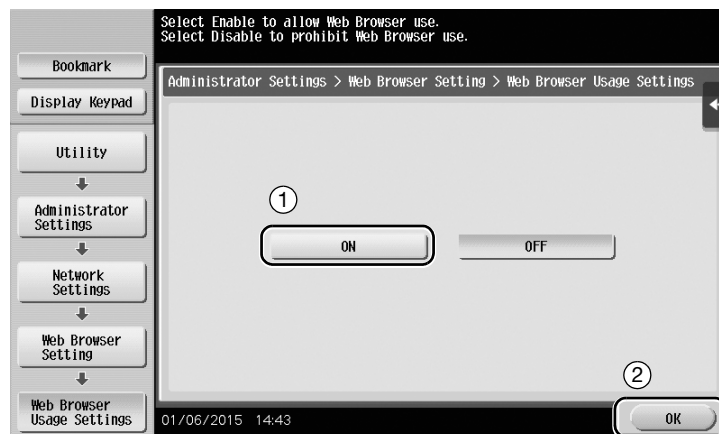 Select Enable to allow Web Browser use.
Select Disable to prohibit Web Browser use.
Bookmark
Display Keypad
Utility
Administrator
Settings
Network
Settings
Web Browser
Setting
Web Browser
Usage Settings
Administrator Settings > Web Browser Setting > Web Browser Usage Settings
1
ON
OFF
2
01/06/2015 14:43
OK